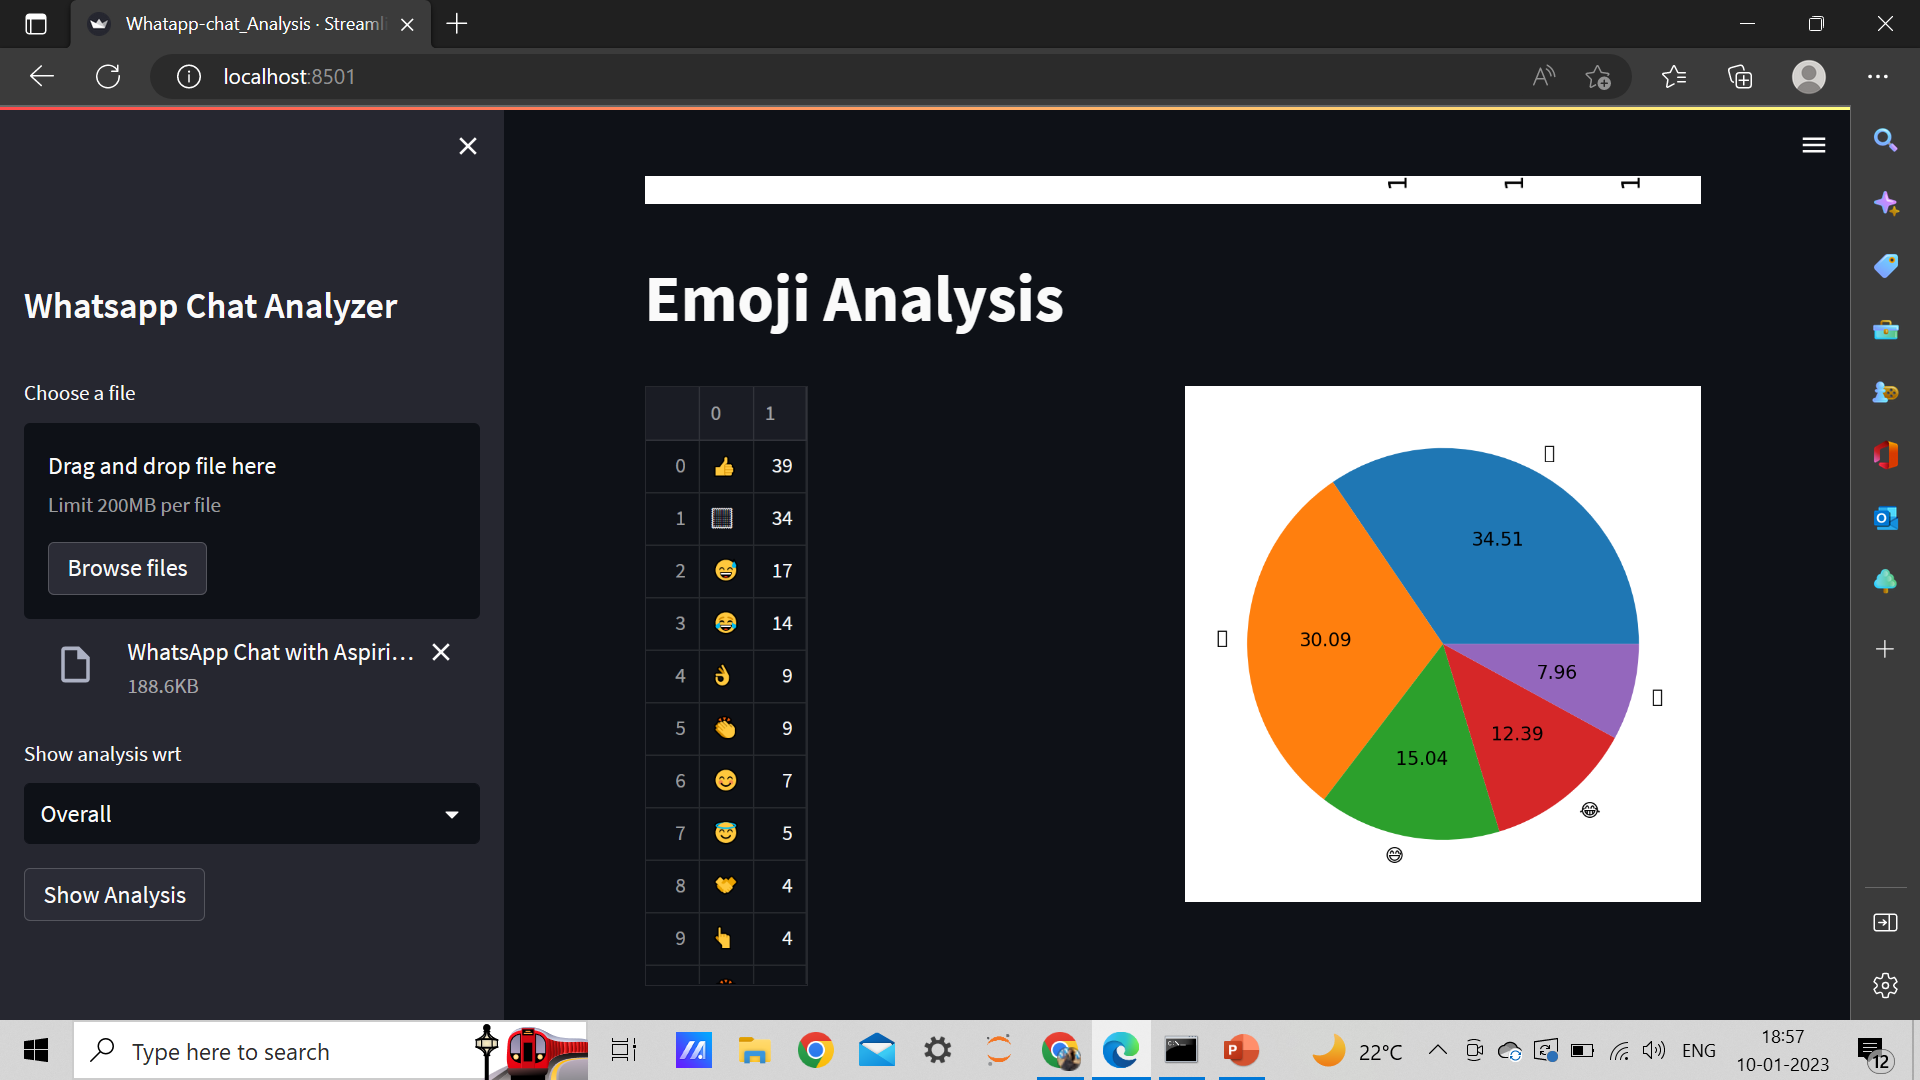 Whatapp-chat_Analysis · Streamli
localhost:8501
1 1 1
Whatsapp Chat Analyzer
Choose a file
Drag and drop file here
Limit 200MB per file
Browse files
WhatsApp Chat with Aspiri...
188.6KB
Show analysis wrt
Overall
Show Analysis
Emoji Analysis
0 1
0 👍 39
1 34
2 😅 17
3 😂 14
4 👌 9
5 👏 9
6 😊 7
7 😇 5
8 🤝 4
9 👆 4
34.51
30.09
7.96
12.39
15.04
😂
😅
Type here to search
22°C
ENG
18:57
10-01-2023
12